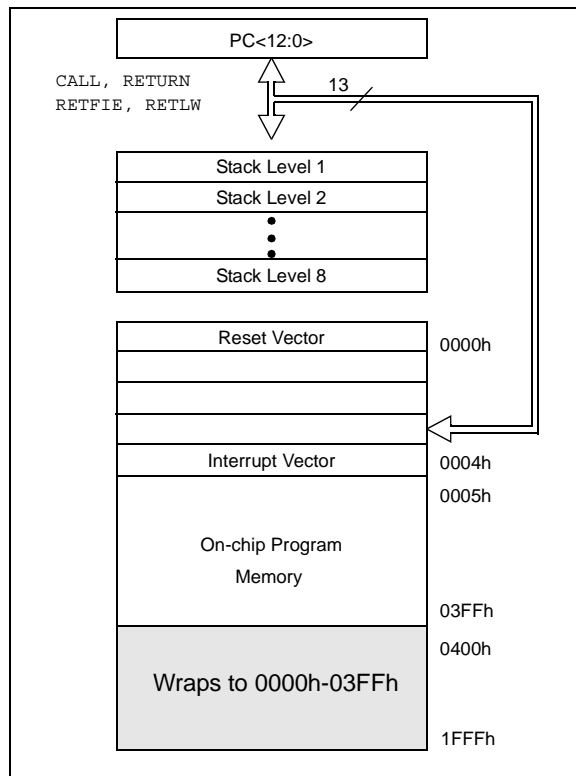 PC<12:0>
CALL, RETURN
RETFIE, RETLW
13
Stack Level 1
Stack Level 2
Stack Level 8
Reset Vector
0000h
Interrupt Vector
0004h
0005h
On-chip Program
Memory
03FFh
0400h
Wraps to 0000h-03FFh
1FFFh